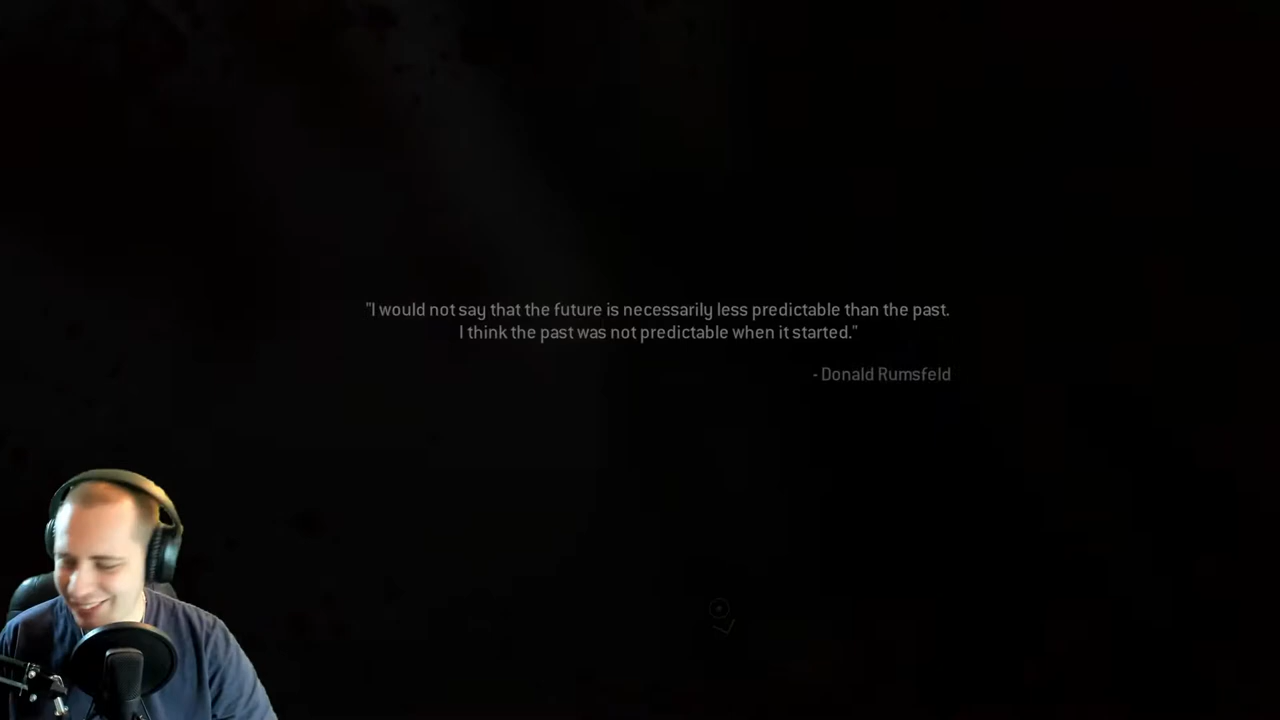 "I would not say that the future is necessarily less predictable than the past.
I think the past was not predictable when it started."
- Donald Rumsfeld